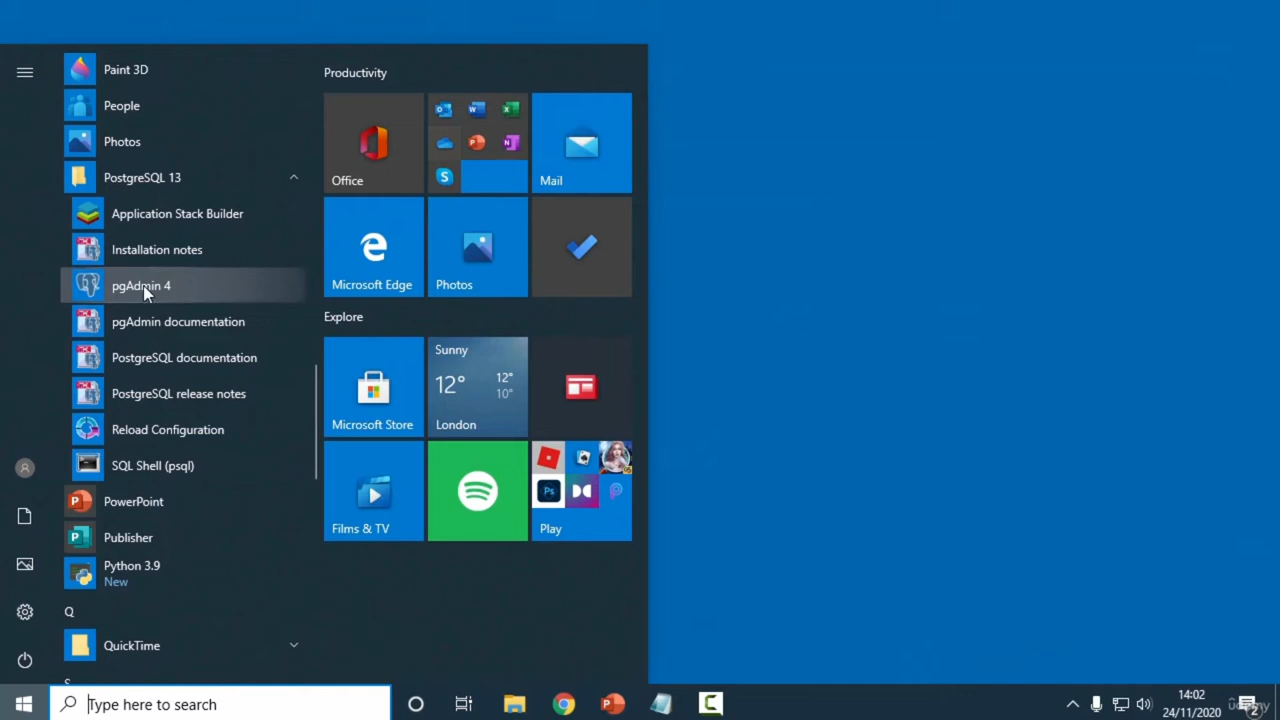 Paint 3D
People
Photos
PostgreSQL 13
Application Stack Builder
Installation notes
pgAdmin 4
pgAdmin documentation
PostgreSQL documentation
PostgreSQL release notes
Reload Configuration
SQL Shell (psql)
PowerPoint
Publisher
Python 3.9
New
Q
QuickTime
Productivity
Office
Mail
Microsoft Edge
Photos
Explore
Microsoft Store
Sunny
12°
12°
10°
London
Films & TV
Play
Type here to search
14:02
24/11/2020
2